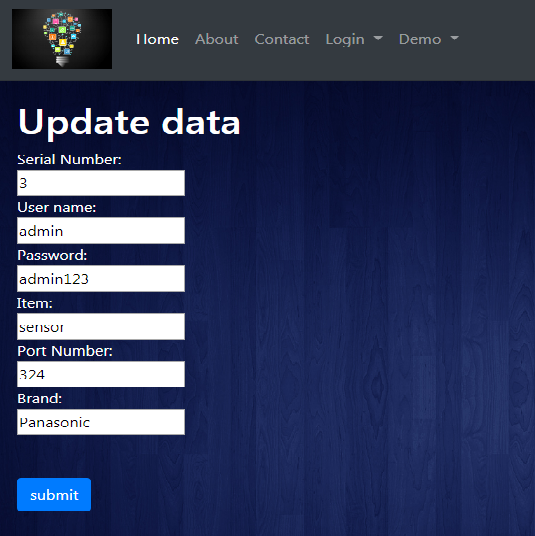 Home About Contact Login Demo
Update data
Serial Number:
3
User name:
admin
Password:
admin123
Item:
sensor
Port Number:
324
Brand:
Panasonic
submit